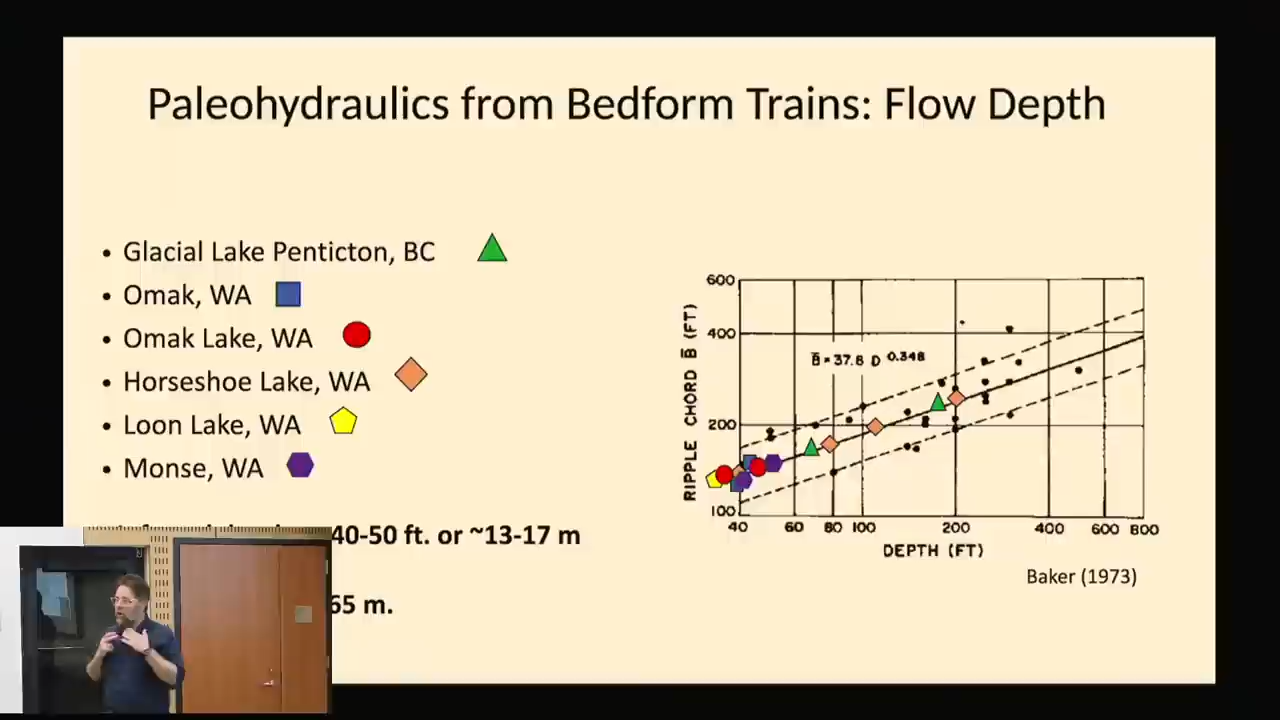 Paleohydraulics from Bedform Trains: Flow Depth
• Glacial Lake Penticton, BC
• Omak, WA
• Omak Lake, WA
• Horseshoe Lake, WA
• Loon Lake, WA
• Monse, WA
40-50 ft. or ~13-17 m
65 m.
RIPPLE CHORD B̄ (FT)
600
400
200
100
B̄ = 37.8 D 0.348
40 60 80 100 200 400 600 800
DEPTH (FT)
Baker (1973)